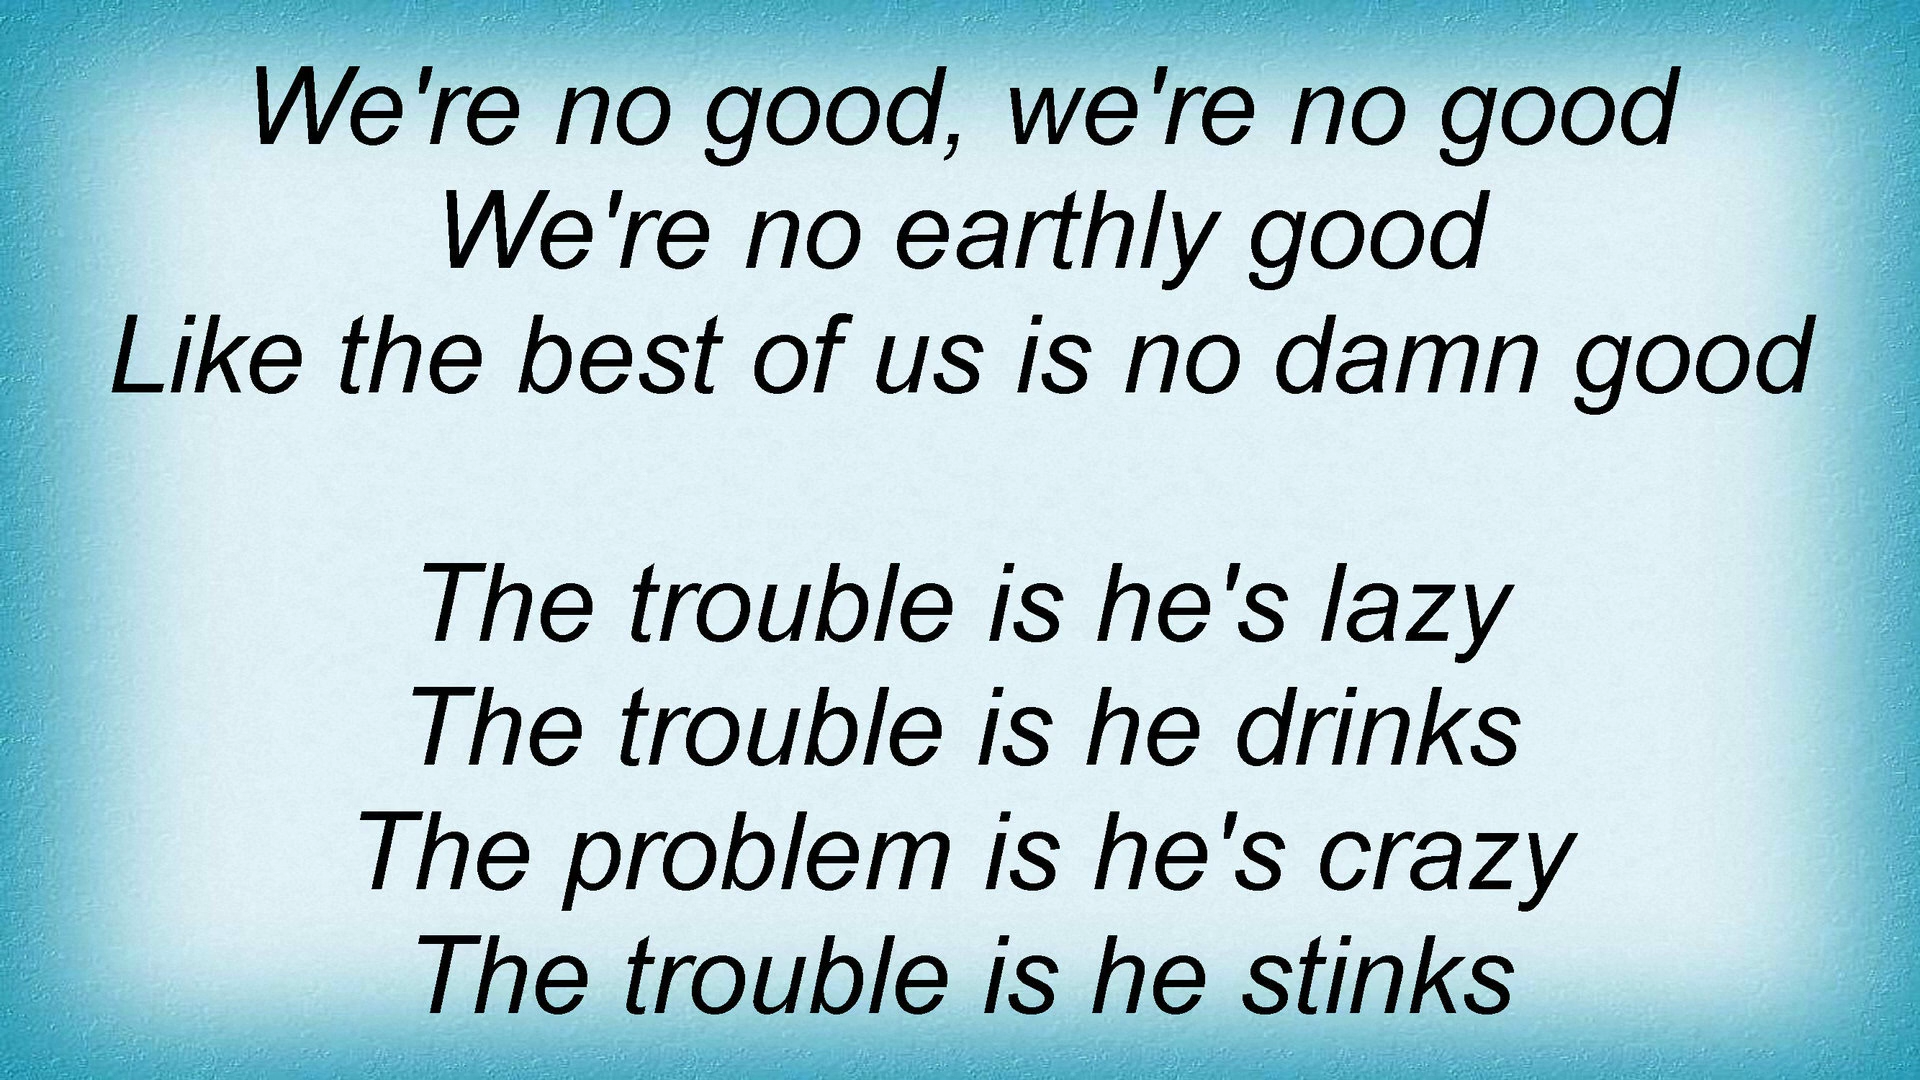 We're no good, we're no good
We're no earthly good
Like the best of us is no damn good
The trouble is he's lazy
The trouble is he drinks
The problem is he's crazy
The trouble is he stinks